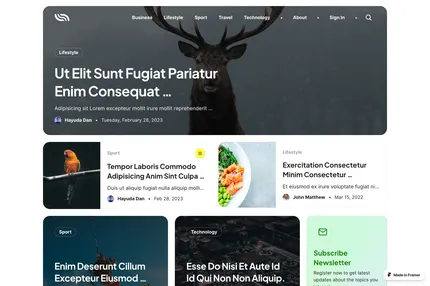 Business Lifestyle Sport Travel Technology • About • Sign In •
Lifestyle
Ut Elit Sunt Fugiat Pariatur
Enim Consequat ...
Adipisicing sit Lorem excepteur mollit irure mollit reprehenderit ...
Hayuda Dan • Tuesday, February 28, 2023
Sport
Tempor Laboris Commodo
Adipisicing Anim Sint Culpa ...
Duis ut aliquip fugiat nulla aliquip molli...
Hayuda Dan • Feb 28, 2023
Lifestyle
Exercitation Consectetur
Minim Consectetur ...
Et eiusmod ex irure voluptate fugiat ni...
John Matthew • Mar 15, 2022
Sport
Enim Deserunt Cillum
Excepteur Eiusmod ...
Technology
Esse Do Nisi Et Aute Id
Id Qui Non Non Aliquip.
Subscribe
Newsletter
Register now to get latest
updates about the topics you
Made in Framer